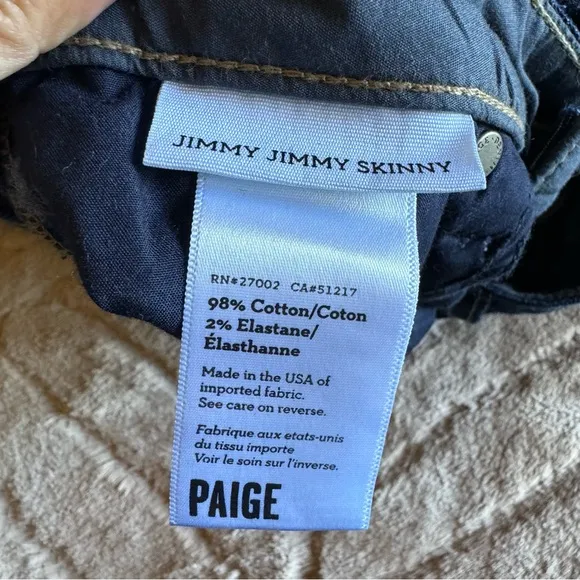 JIMMY JIMMY SKINNY
RN#27002 CA#51217
98% Cotton/Coton
2% Elastane/
Élasthanne
Made in the USA of
imported fabric.
See care on reverse.
Fabrique aux etats-unis
du tissu importe
Voir le soin sur l'inverse.
PAIGE